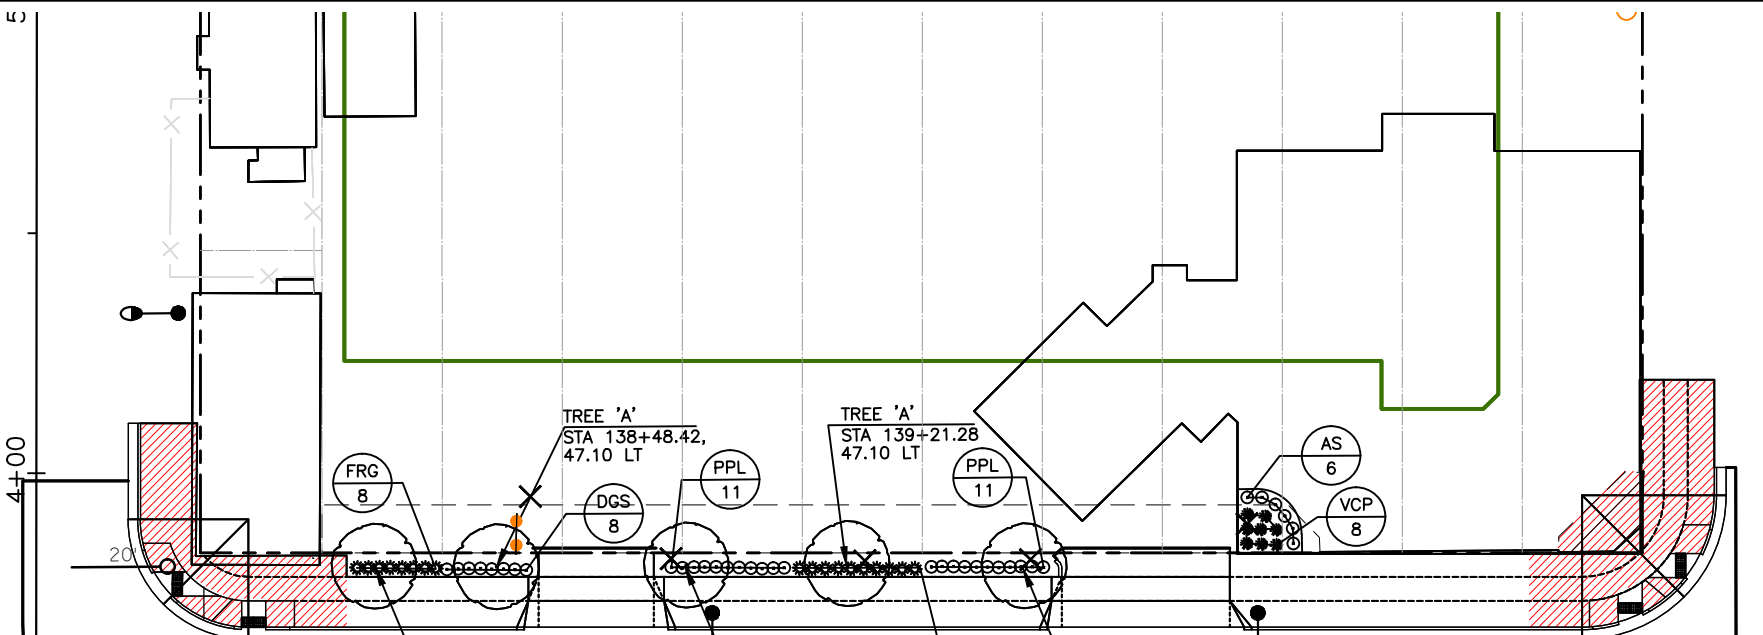 5
TREE 'A'
STA 138+48.42,
47.10 LT
TREE 'A'
STA 139+21.28
47.10 LT
FRG
8
DGS
8
PPL
11
PPL
11
AS
6
VCP
8
4+00
20'